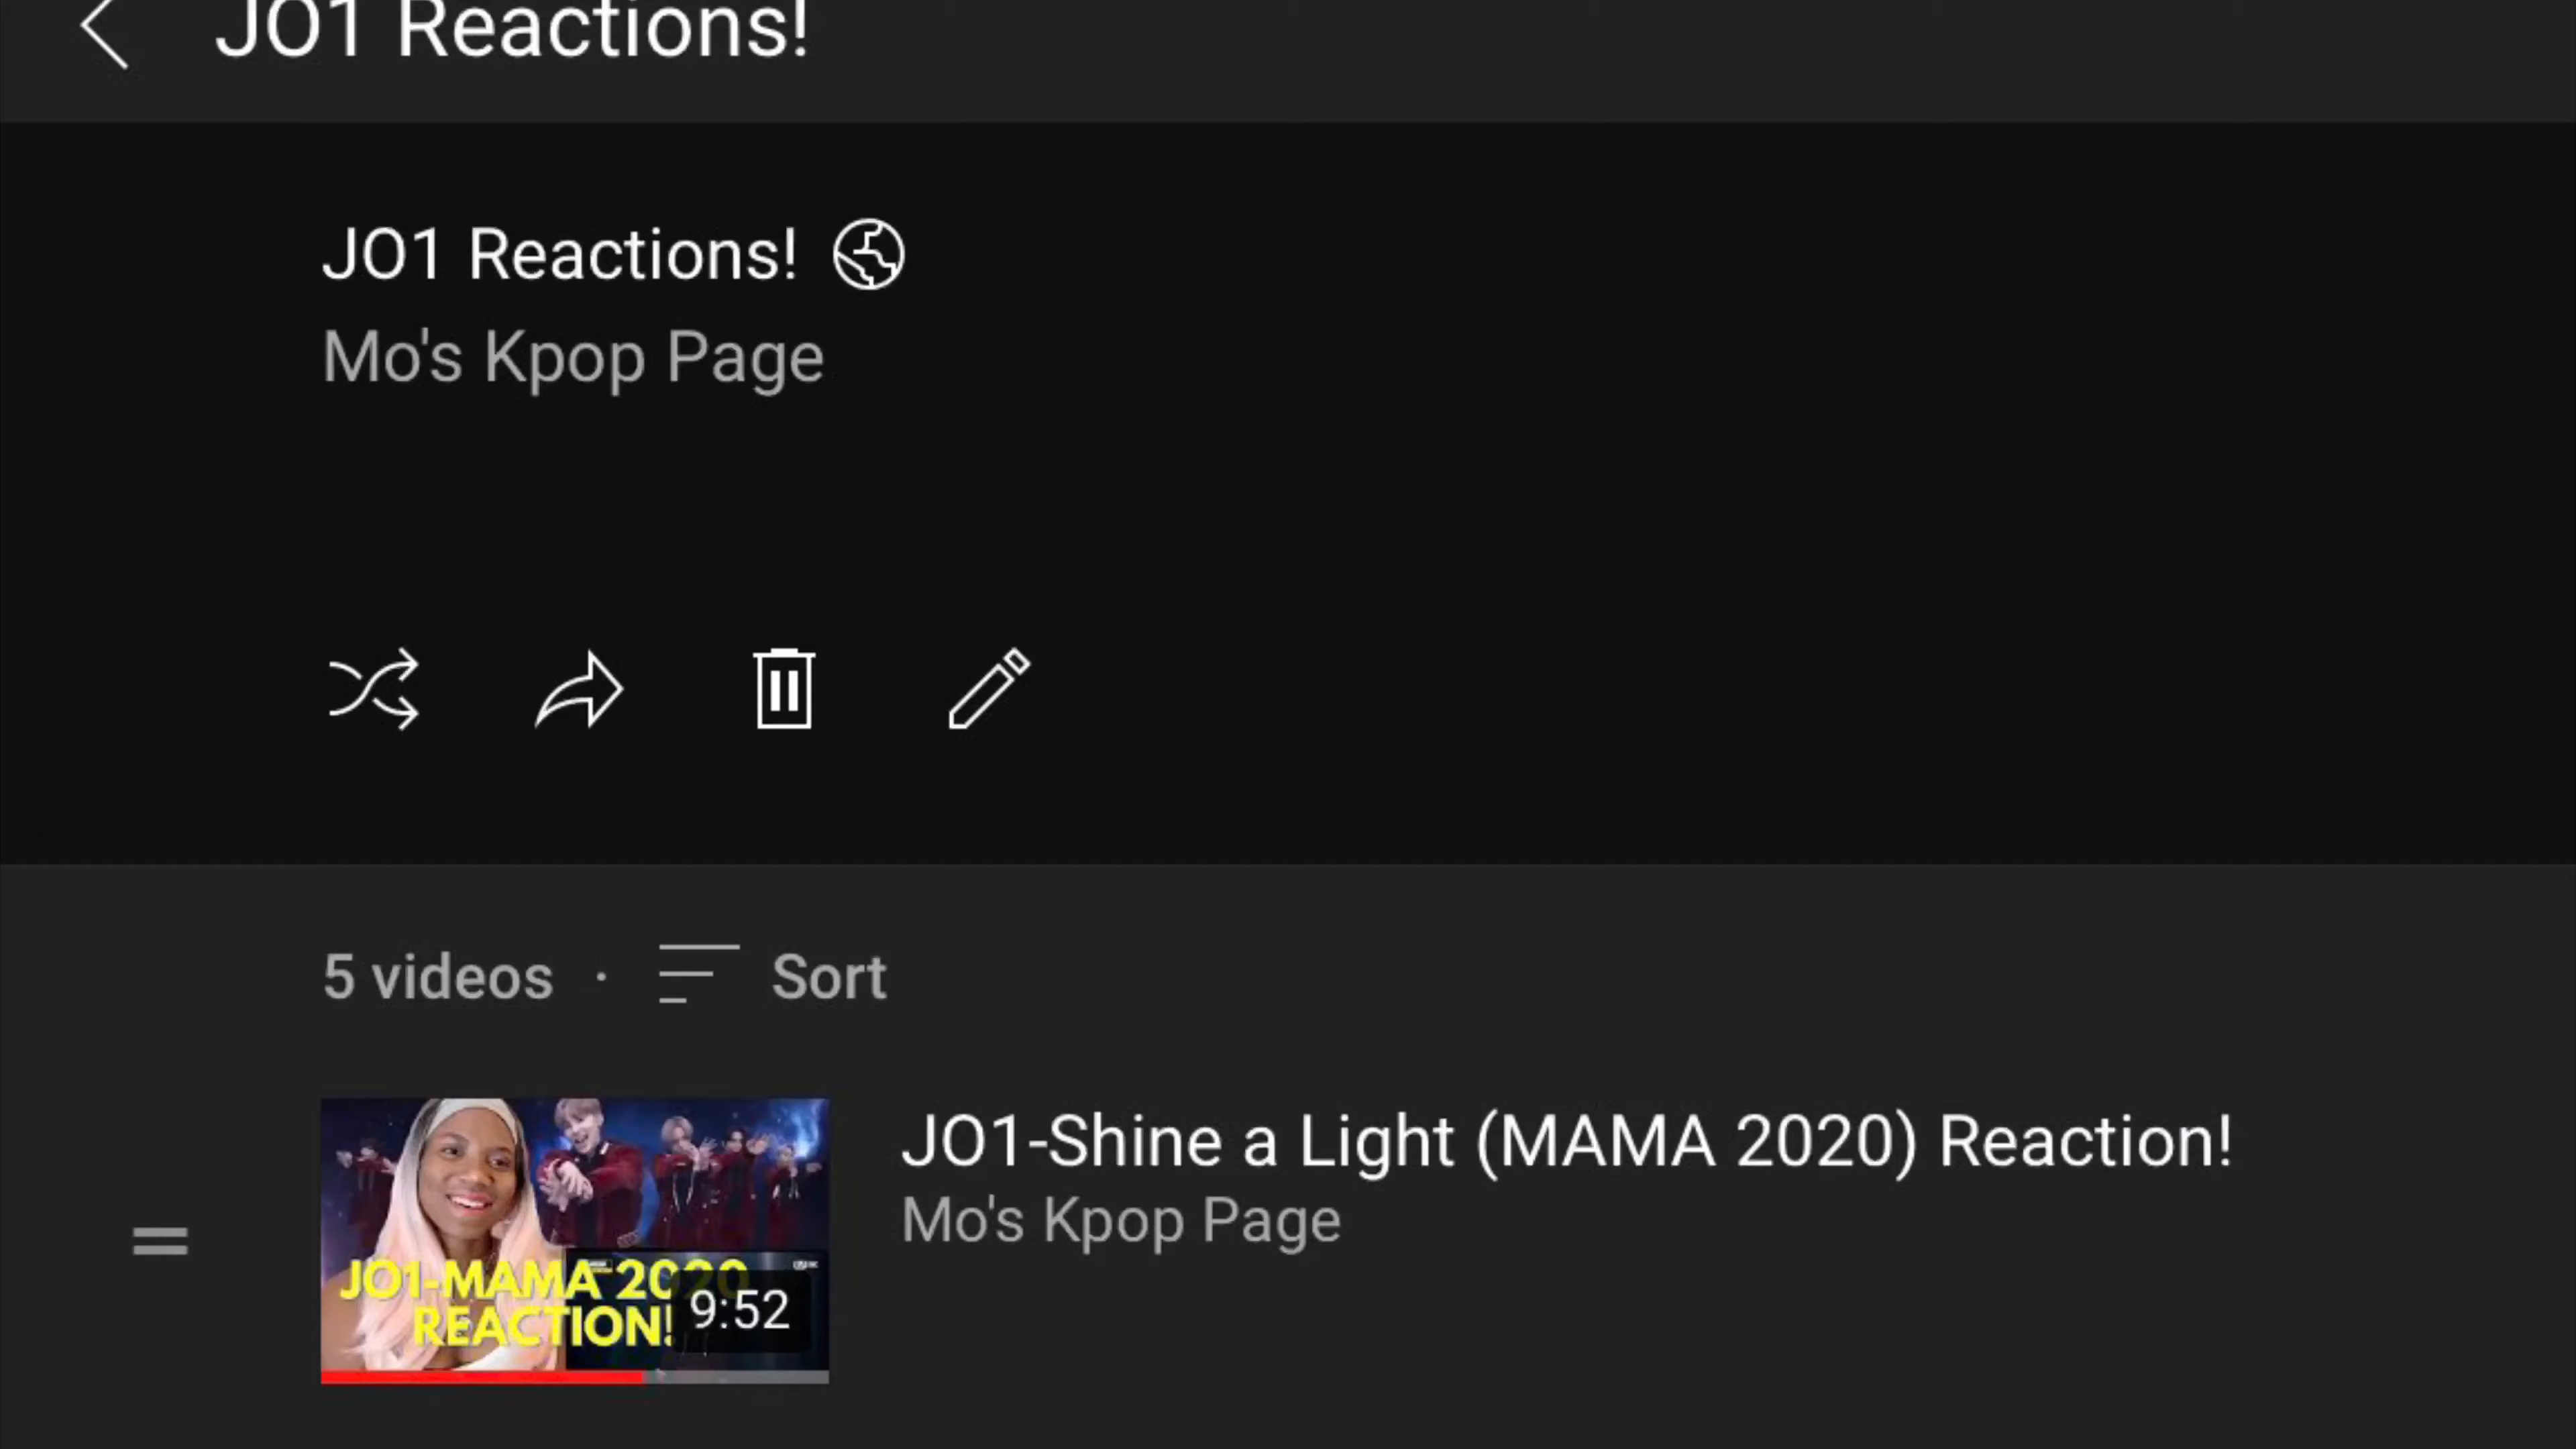 JO1 Reactions!
JO1 Reactions!
Mo's Kpop Page
5 videos · Sort
JO1-Shine a Light (MAMA 2020) Reaction!
Mo's Kpop Page
JO1-MAMA 2020
REACTION!
9:52